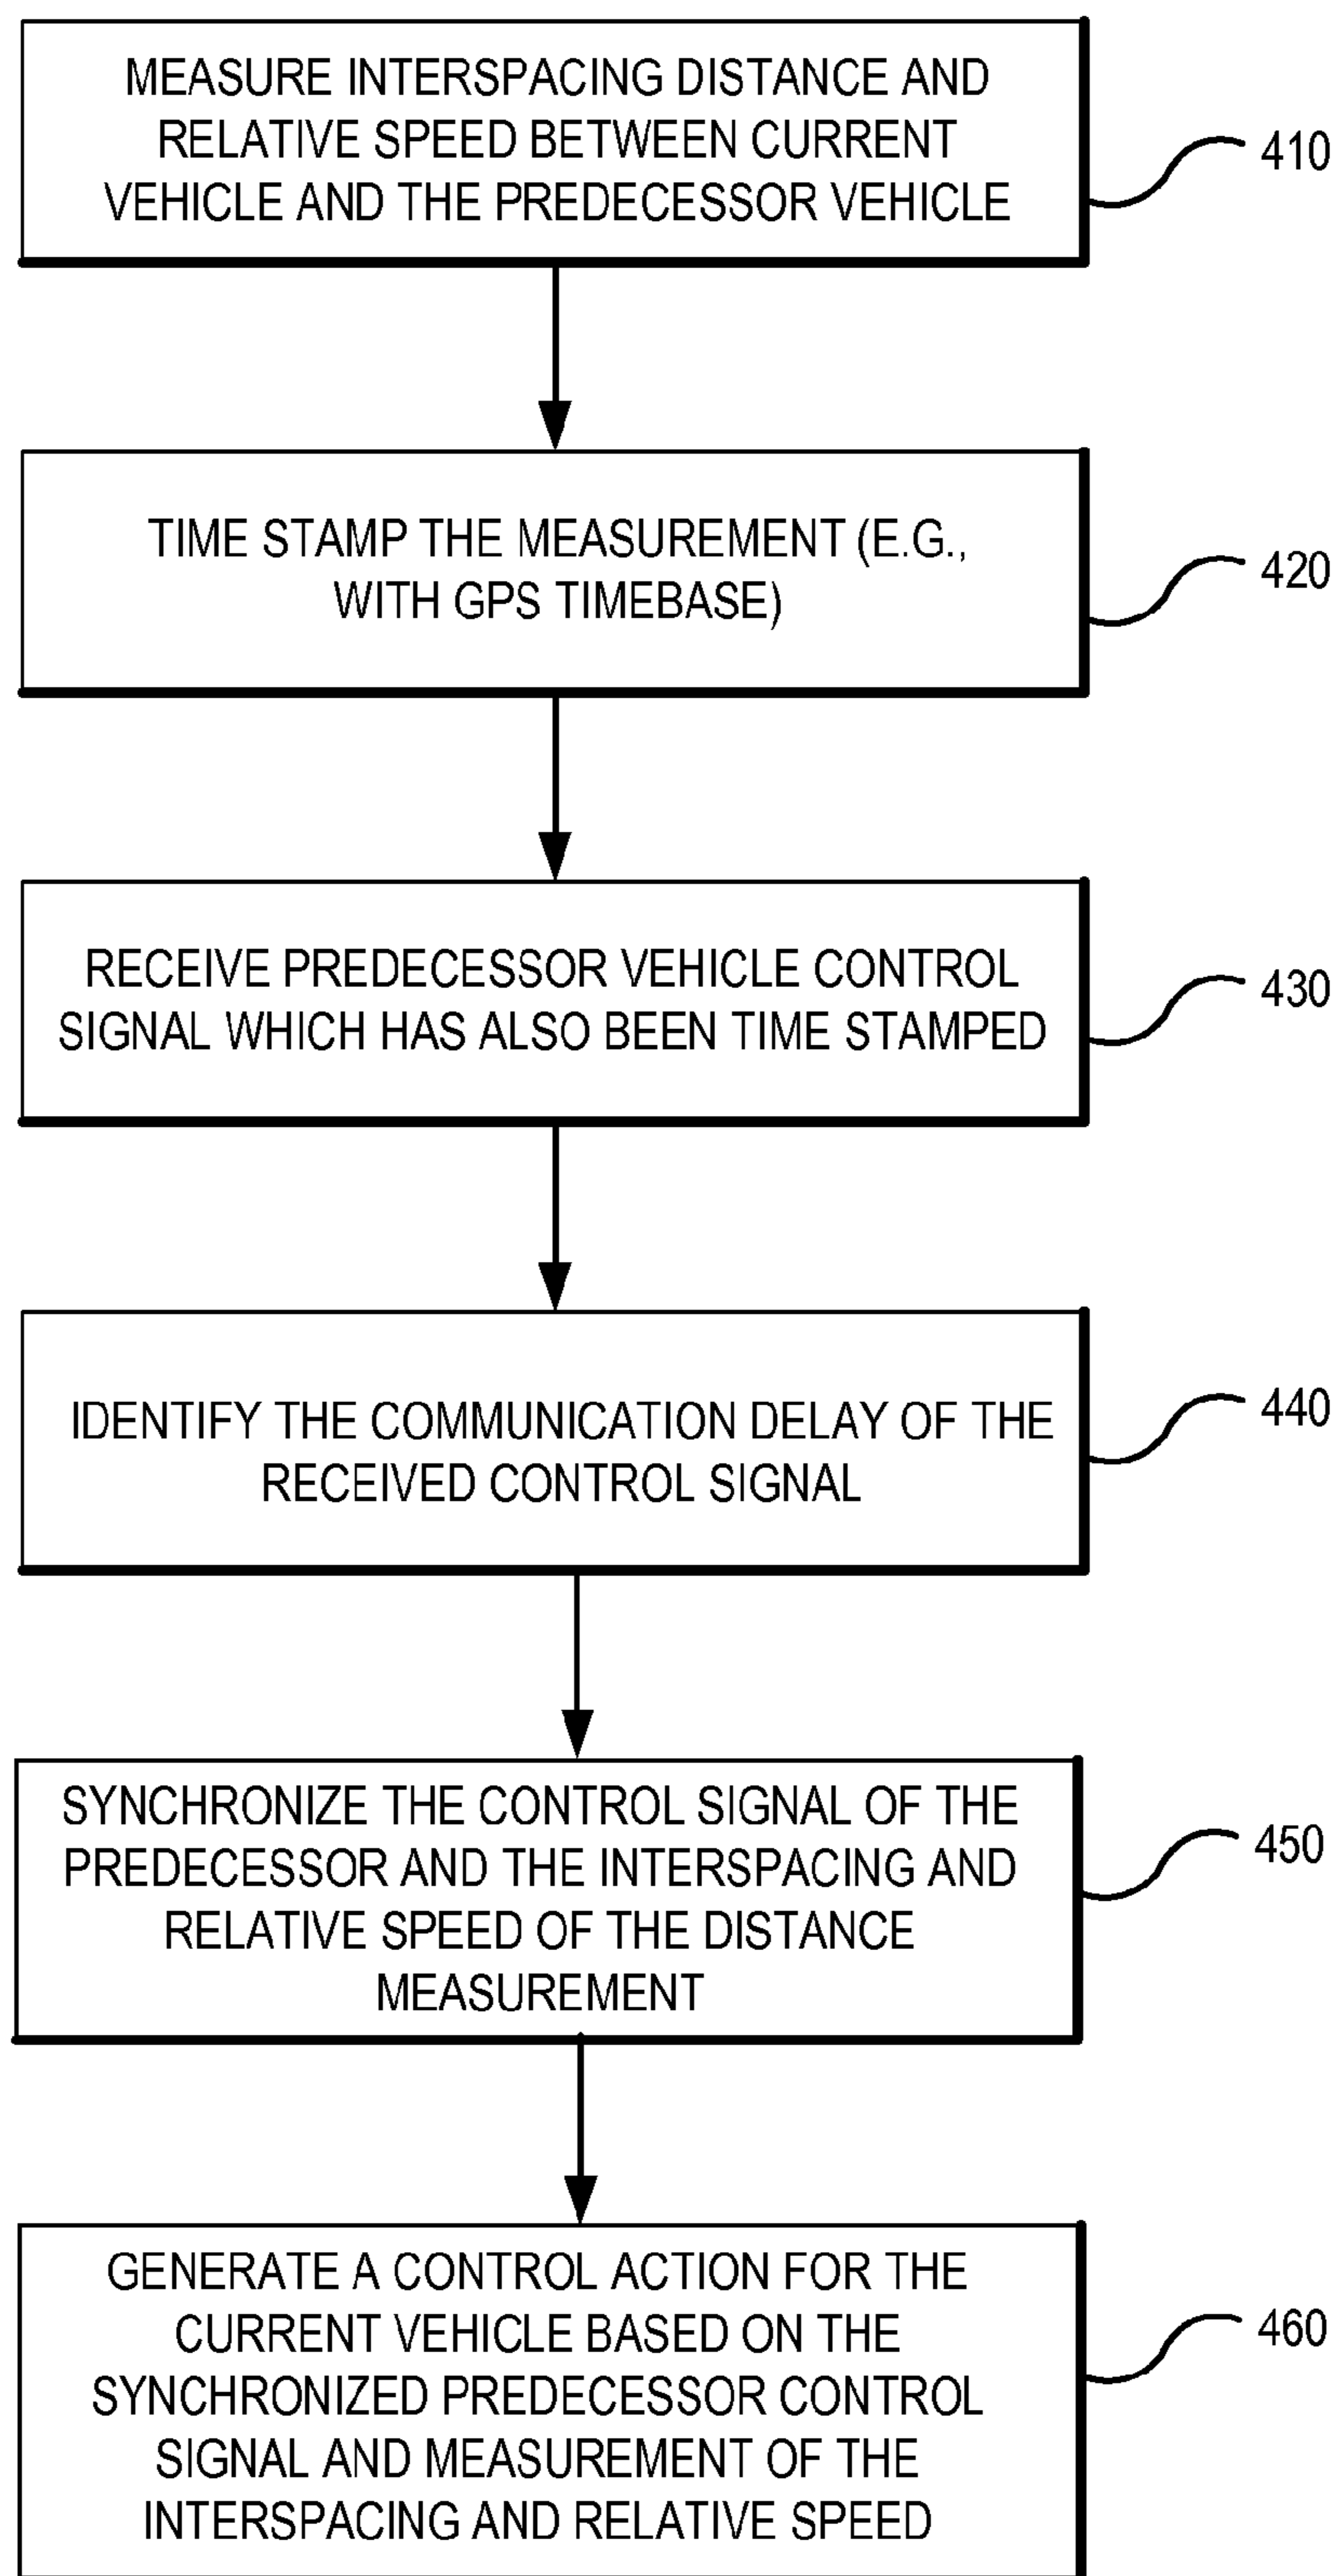 MEASURE INTERSPACING DISTANCE AND
RELATIVE SPEED BETWEEN CURRENT
VEHICLE AND THE PREDECESSOR VEHICLE
410
TIME STAMP THE MEASUREMENT (E.G.,
WITH GPS TIMEBASE)
420
RECEIVE PREDECESSOR VEHICLE CONTROL
SIGNAL WHICH HAS ALSO BEEN TIME STAMPED
430
IDENTIFY THE COMMUNICATION DELAY OF THE
RECEIVED CONTROL SIGNAL
440
SYNCHRONIZE THE CONTROL SIGNAL OF THE
PREDECESSOR AND THE INTERSPACING AND
RELATIVE SPEED OF THE DISTANCE
MEASUREMENT
450
GENERATE A CONTROL ACTION FOR THE
CURRENT VEHICLE BASED ON THE
SYNCHRONIZED PREDECESSOR CONTROL
SIGNAL AND MEASUREMENT OF THE
INTERSPACING AND RELATIVE SPEED
460